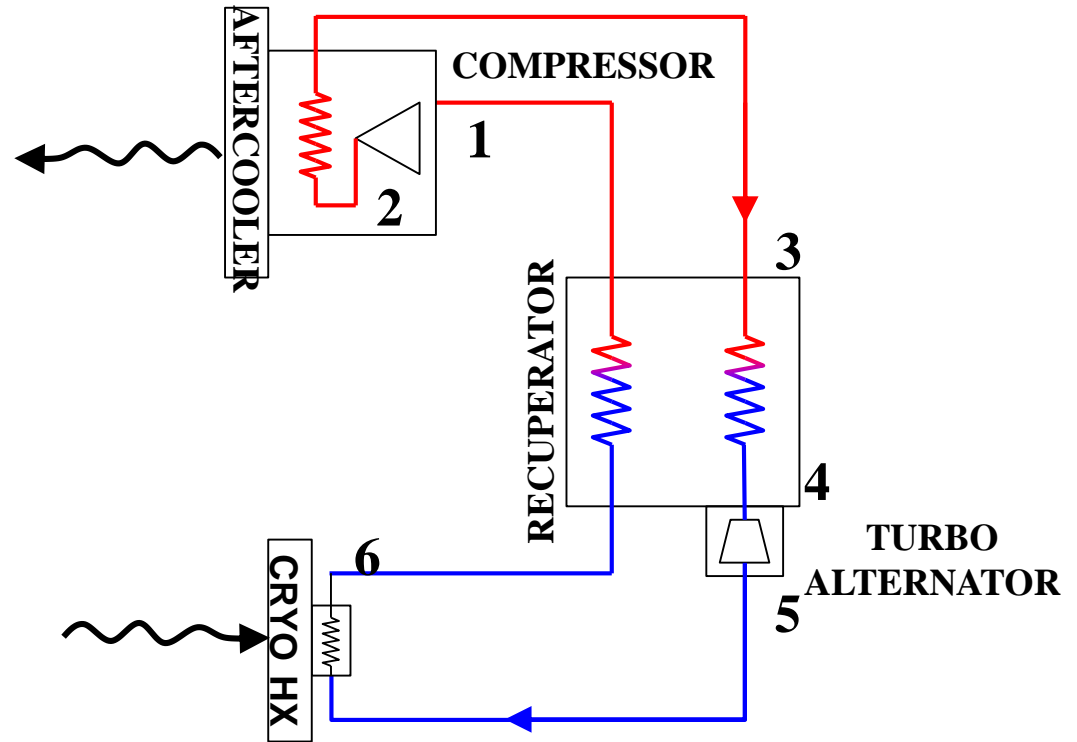 AFTERCOOLER
COMPRESSOR
1
2
3
RECUPERATOR
4
TURBO
ALTERNATOR
5
6
CRYO HX